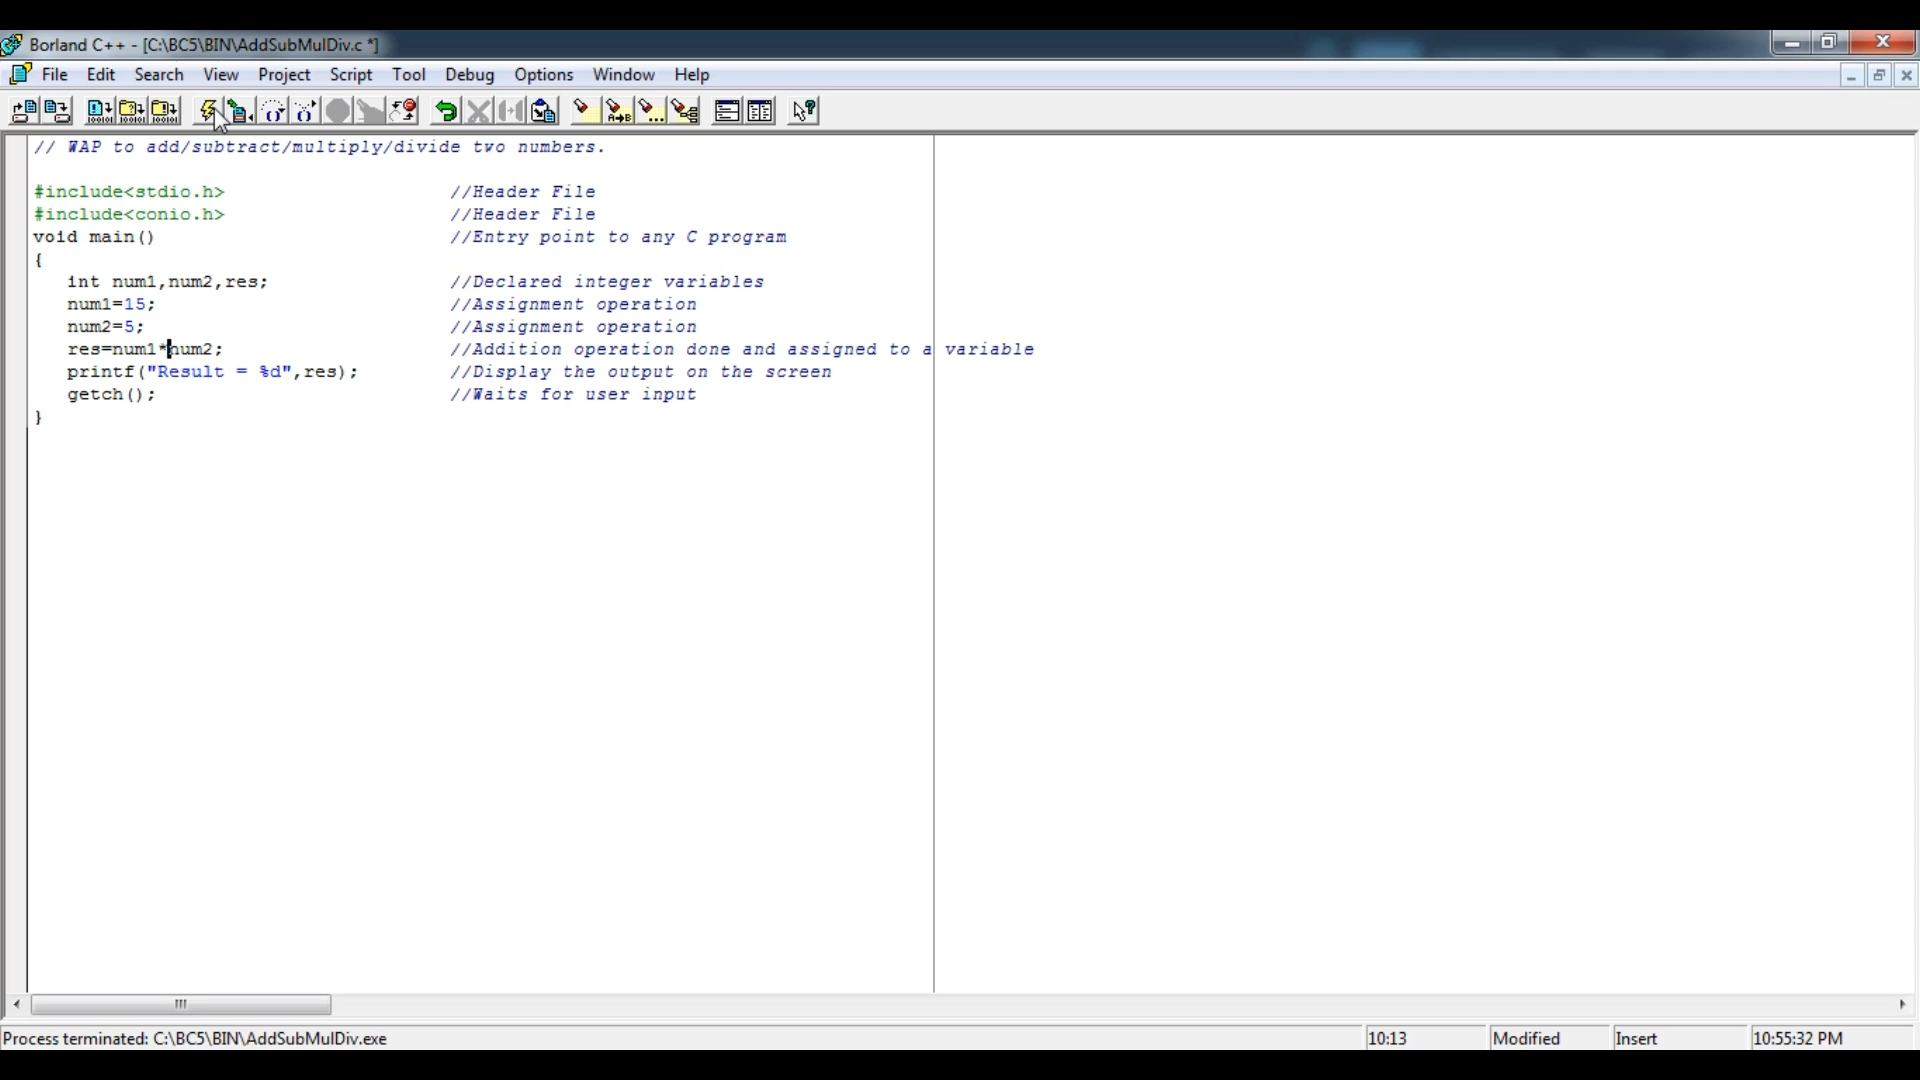 Borland C++ - [C:\BC5\BIN\AddSubMulDiv.c *]
File Edit Search View Project Script Tool Debug Options Window Help
// WAP to add/subtract/multiply/divide two numbers.
#include<stdio.h> //Header File
#include<conio.h> //Header File
void main() //Entry point to any C program
{
int num1,num2,res; //Declared integer variables
num1=15; //Assignment operation
num2=5; //Assignment operation
res=num1*num2; //Addition operation done and assigned to a variable
printf("Result = %d",res); //Display the output on the screen
getch(); //Waits for user input
}
Process terminated: C:\BC5\BIN\AddSubMulDiv.exe 10:13 Modified Insert 10:55:32 PM